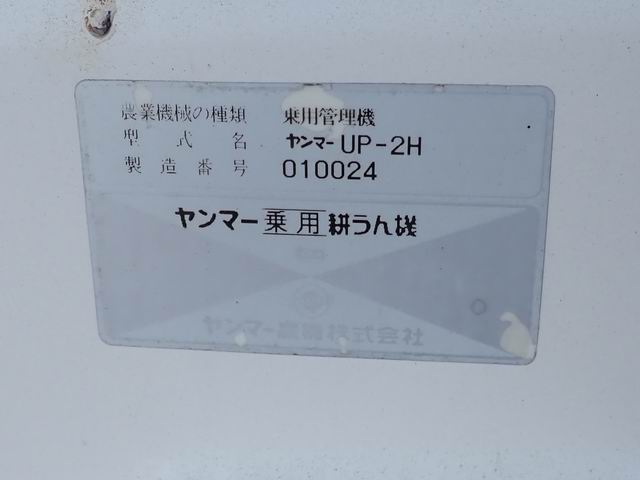 農業機械の種類 乗用管理機
型式名 ヤンマー UP-2H
製造番号 010024
ヤンマー乗用耕うん機
ヤンマー農機株式会社